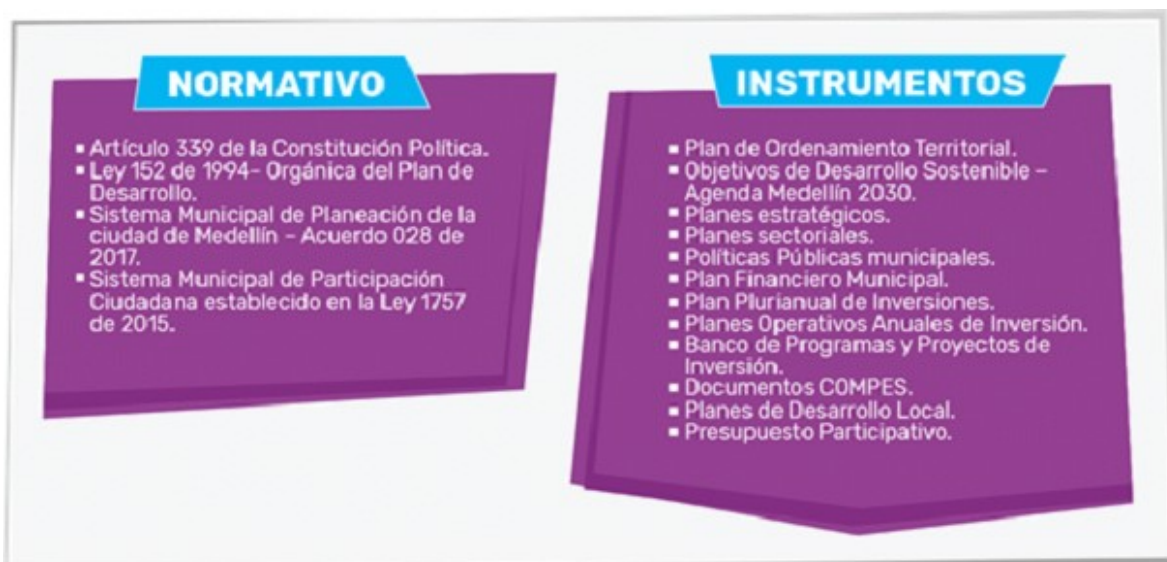 NORMATIVO
▪ Artículo 339 de la Constitución Política.
▪ Ley 152 de 1994- Orgánica del Plan de
Desarrollo.
▪ Sistema Municipal de Planeación de la
ciudad de Medellín – Acuerdo 028 de
2017.
▪ Sistema Municipal de Participación
Ciudadana establecido en la Ley 1757
de 2015.
INSTRUMENTOS
▪ Plan de Ordenamiento Territorial.
▪ Objetivos de Desarrollo Sostenible –
Agenda Medellín 2030.
▪ Planes estratégicos.
▪ Planes sectoriales.
▪ Políticas Públicas municipales.
▪ Plan Financiero Municipal.
▪ Plan Plurianual de Inversiones.
▪ Planes Operativos Anuales de Inversión.
▪ Banco de Programas y Proyectos de
Inversión.
▪ Documentos COMPES.
▪ Planes de Desarrollo Local.
▪ Presupuesto Participativo.